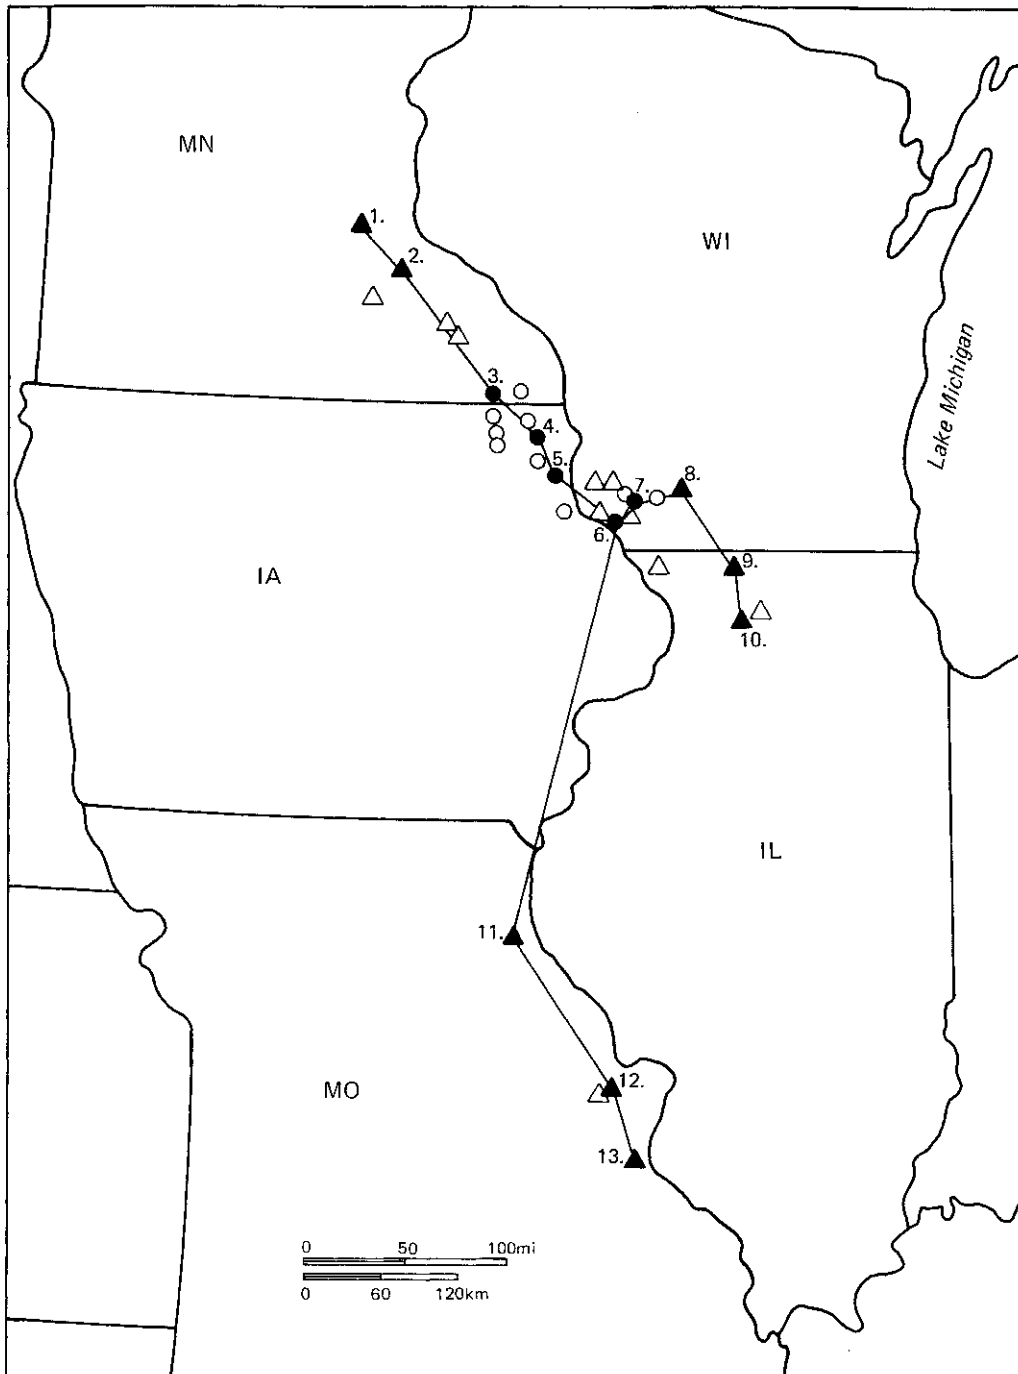 MN
1.
WI
2.
Lake Michigan
3.
4.
5.
8.
7.
6.
9.
IA
10.
IL
11.
12.
MO
13.
0 50 100mi
0 60 120km